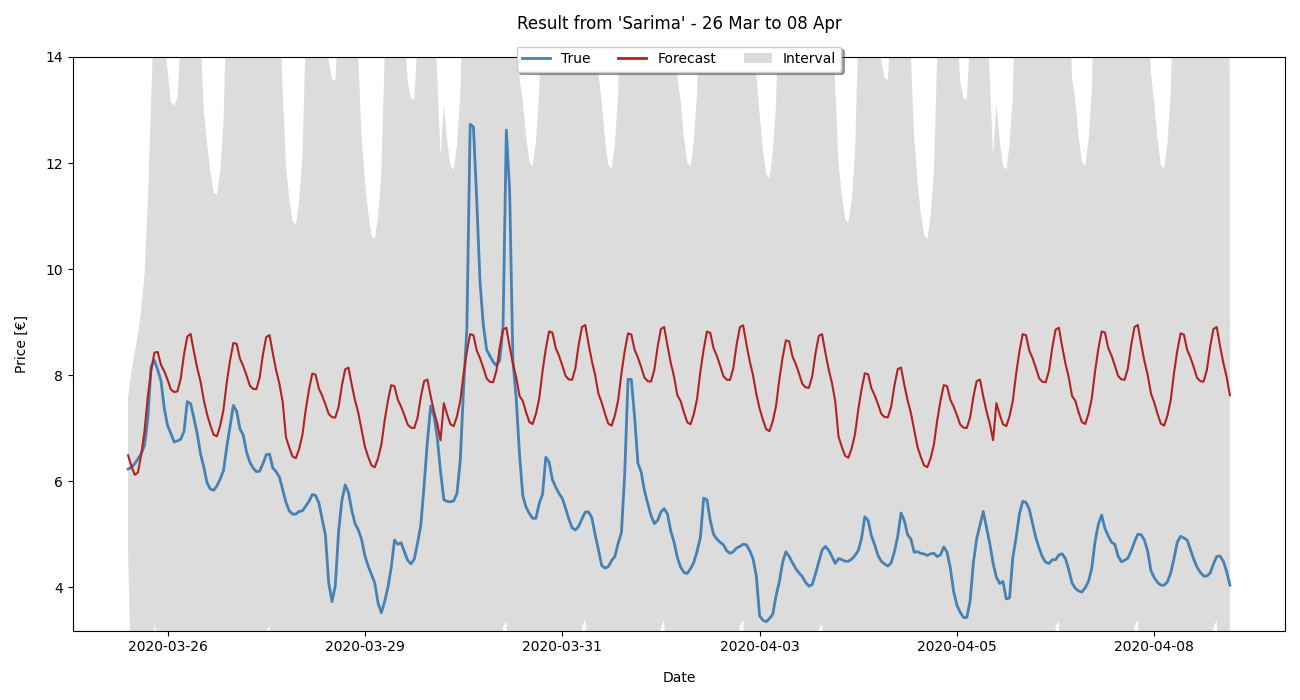 Result from 'Sarima' - 26 Mar to 08 Apr
True Forecast Interval
14
12
10
8
6
4
Price [€]
2020-03-26 2020-03-29 2020-03-31 2020-04-03 2020-04-05 2020-04-08
Date